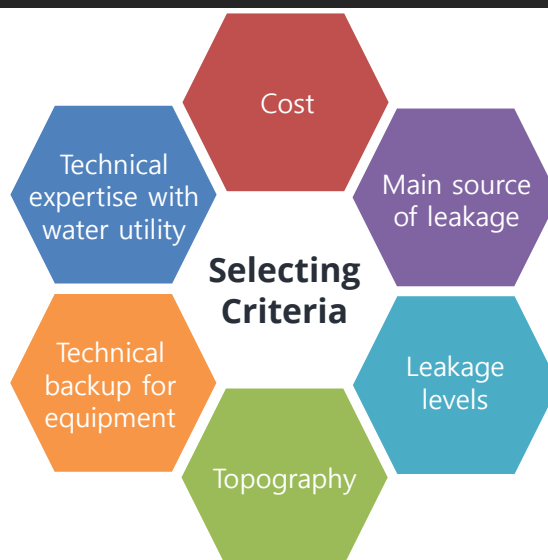 Cost
Technical
expertise with
water utility
Main source
of leakage
Selecting
Criteria
Technical
backup for
equipment
Leakage
levels
Topography